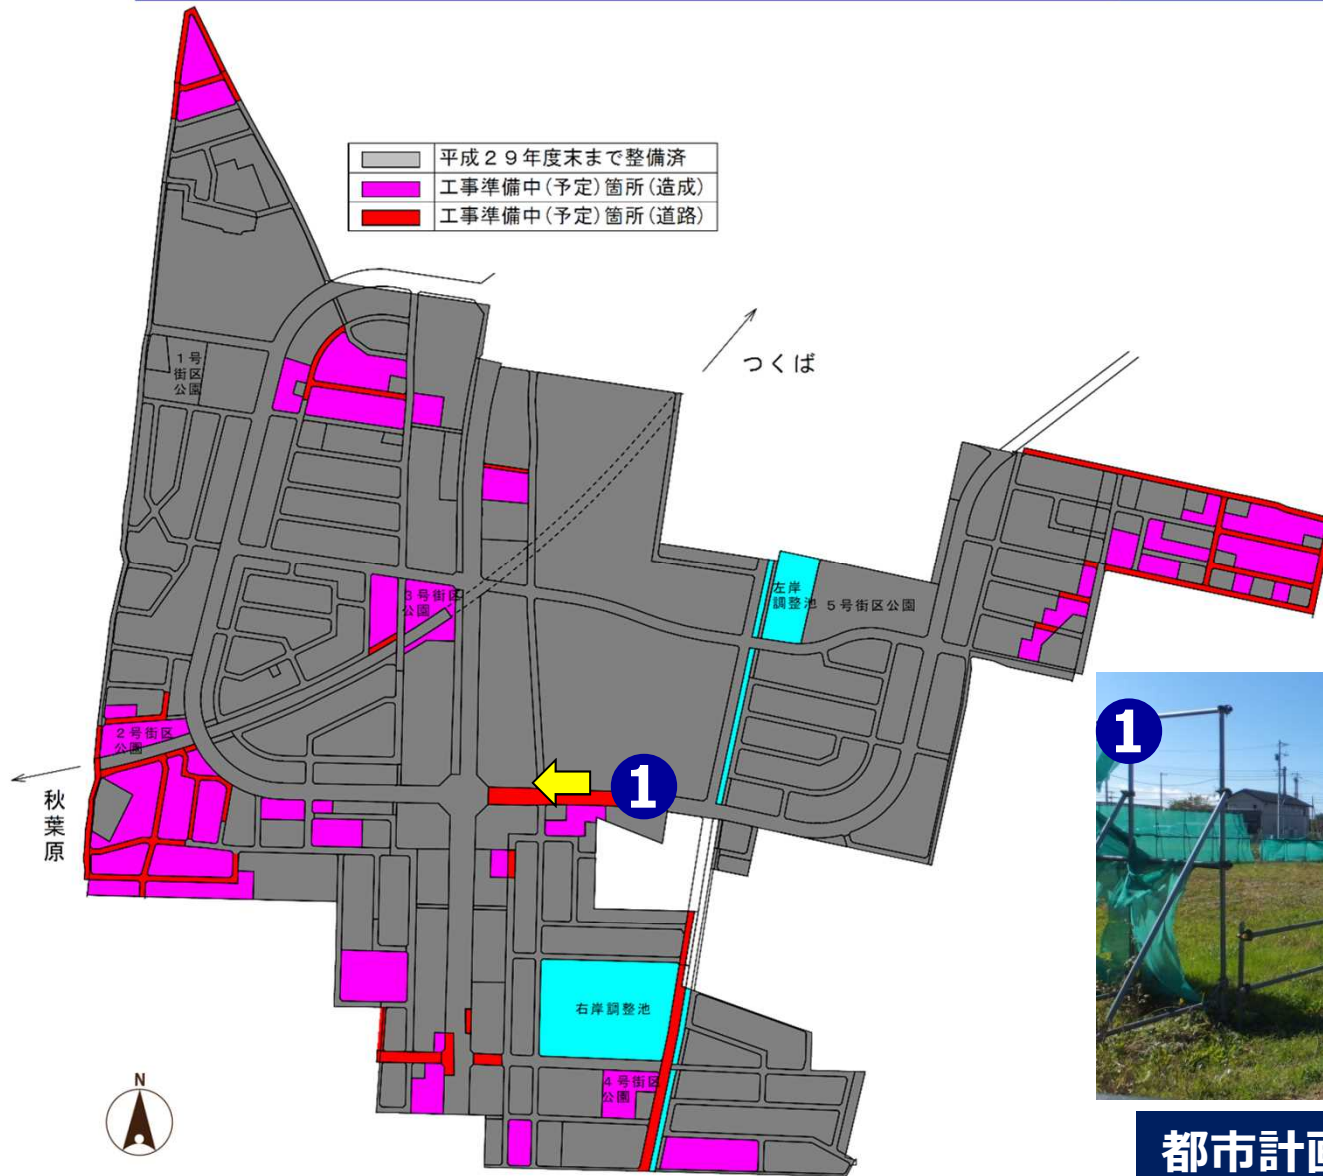 平成２９年度末まで整備済
工事準備中(予定)箇所(造成)
工事準備中(予定)箇所(道路)
つくば
1号
街区
公園
3号街区
公園
左岸
調整池
5号街区公園
2号街区
公園
秋葉原
1
1
右岸調整池
4号街区
公園
N
都市計画